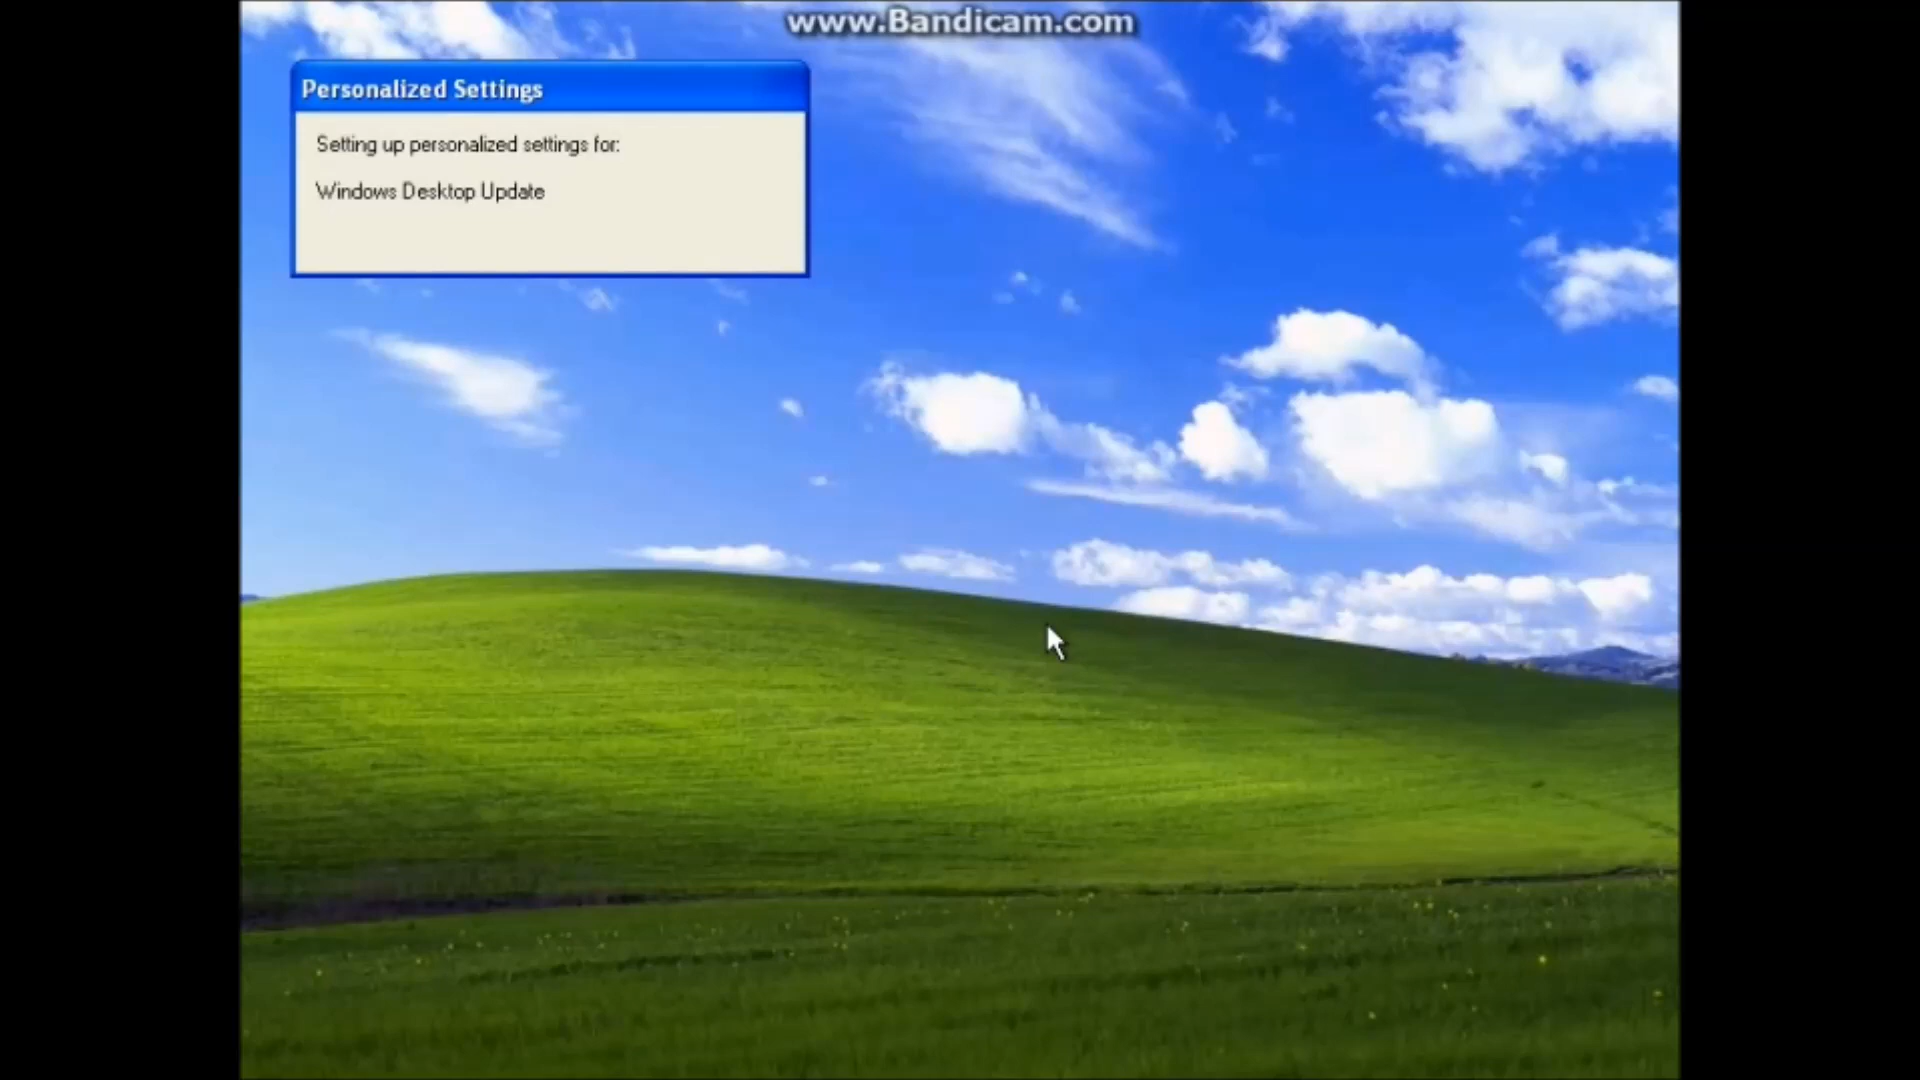 www.Bandicam.com
Personalized Settings
Setting up personalized settings for:
Windows Desktop Update